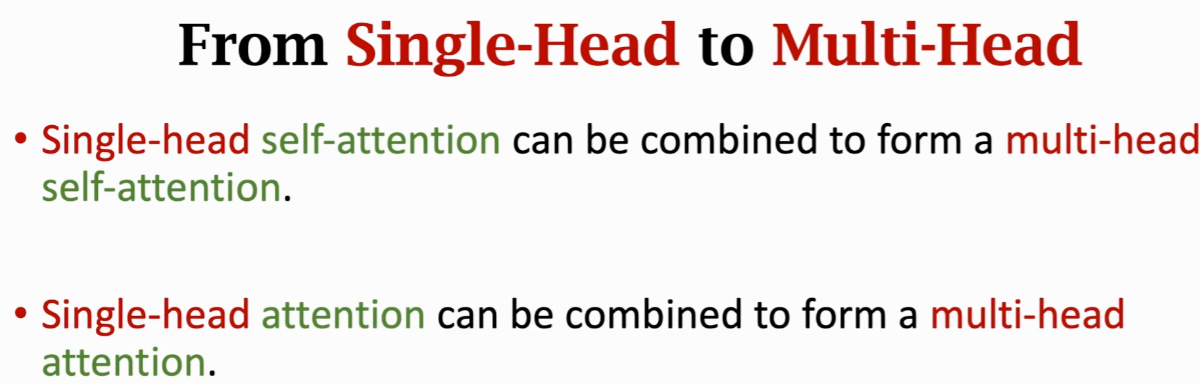 From Single-Head to Multi-Head
• Single-head self-attention can be combined to form a multi-head
self-attention.
• Single-head attention can be combined to form a multi-head
attention.